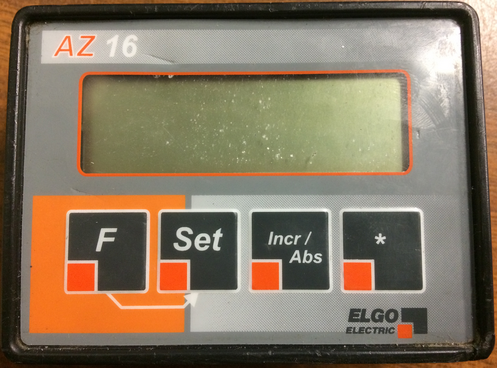 AZ 16
F
Set
Incr /
Abs
*
ELGO
ELECTRIC